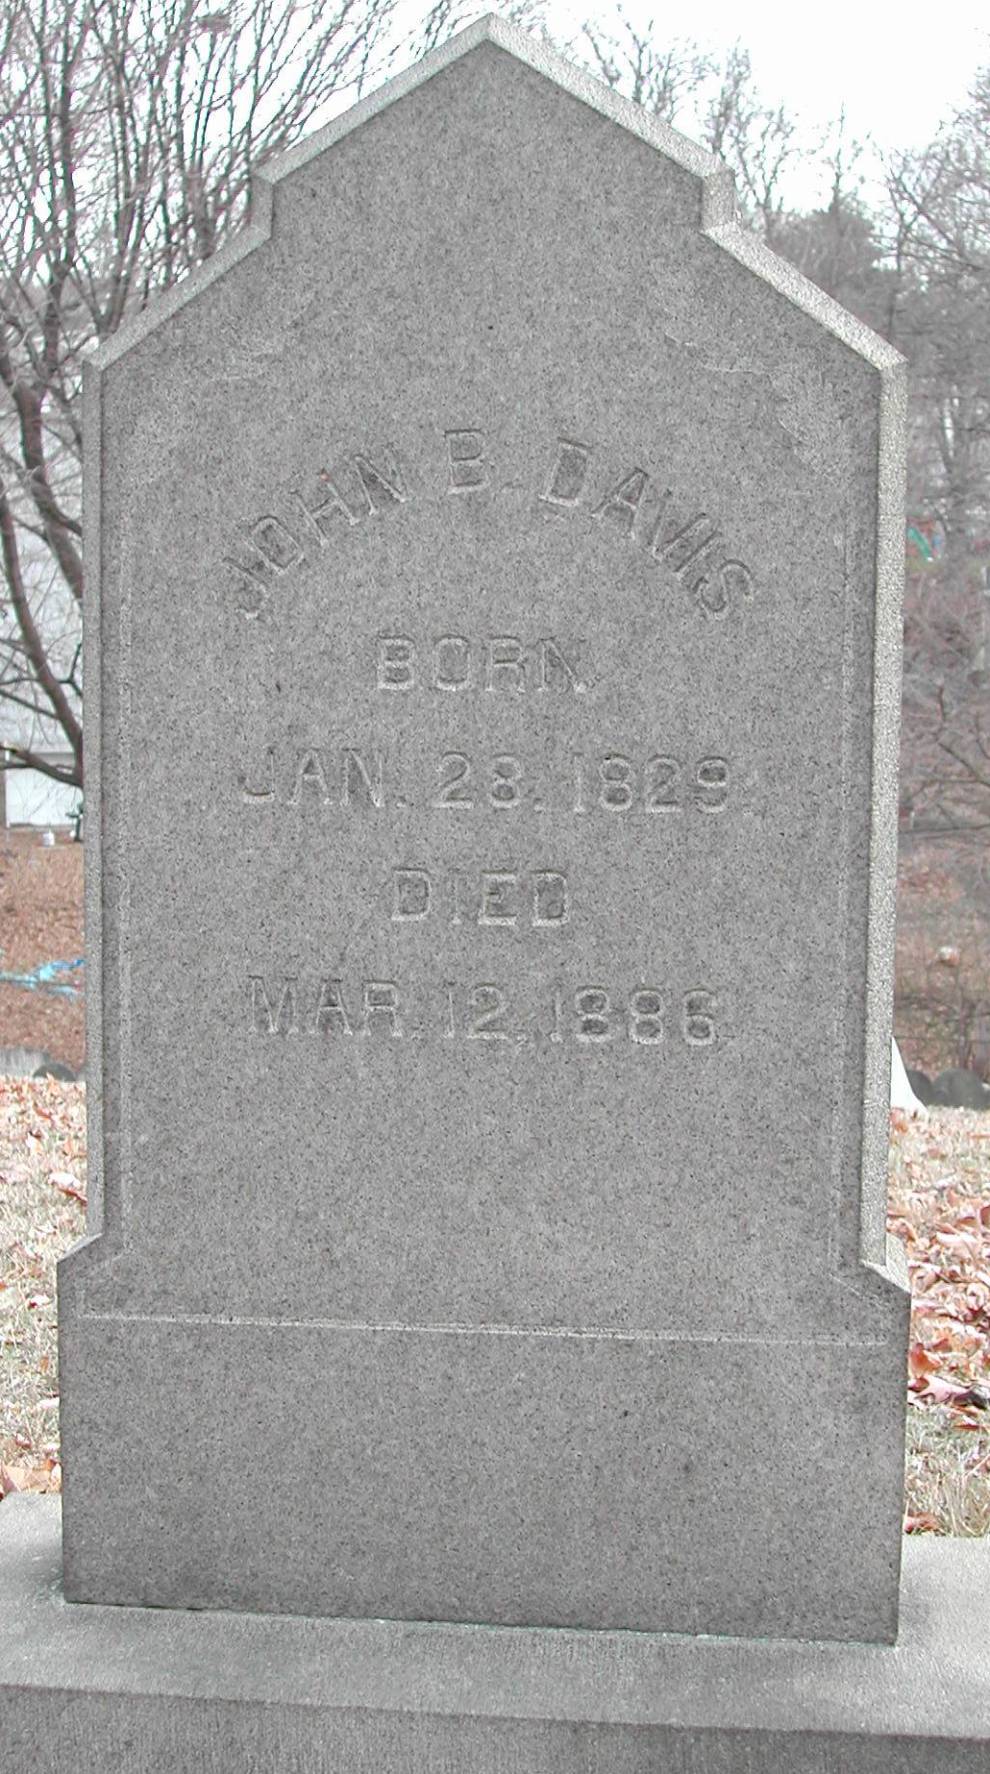 JOHN B. DAVIS
BORN
JAN. 28. 1829
DIED
MAR. 12, 1886